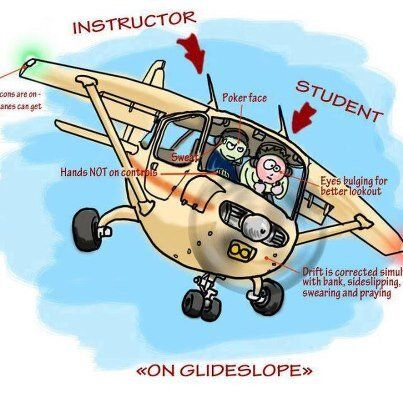 INSTRUCTOR
STUDENT
cons are on -
anes can get
Poker face
Sweat
Hands NOT on controls
Eyes bulging for
better lookout
Drift is corrected simul
with bank, sideslipping,
swearing and praying
«ON GLIDESLOPE»